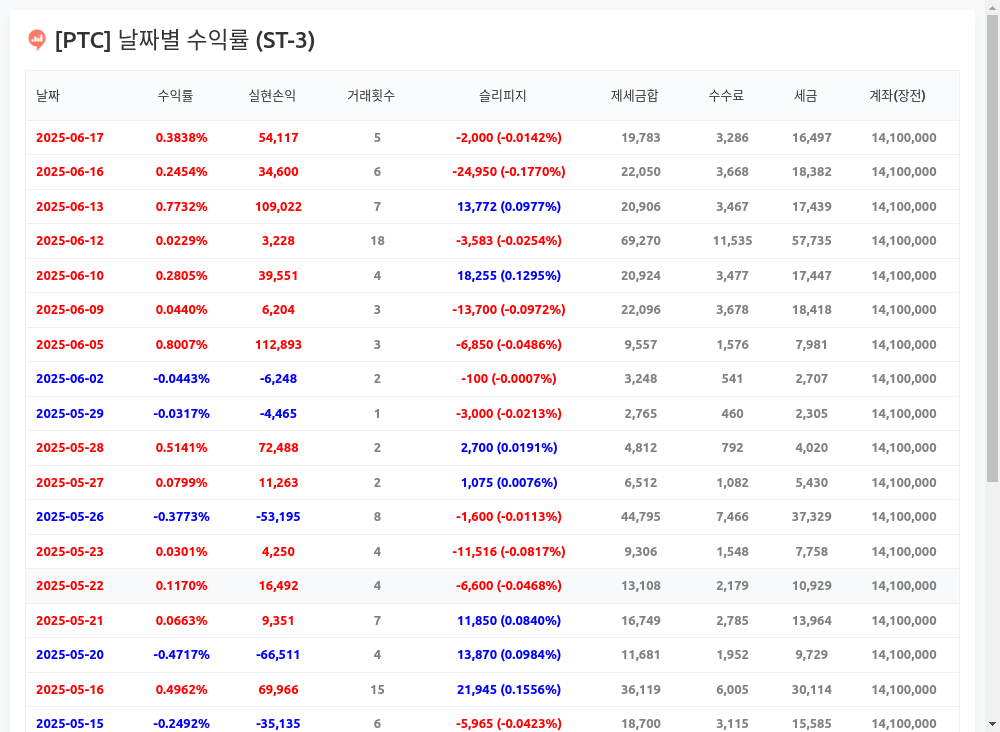 [PTC] 날짜별 수익률 (ST-3)
날짜 수익률 실현손익 거래횟수 슬리피지 제세금합 수수료 세금 계좌(장전)
2025-06-17 0.3838% 54,117 5 -2,000 (-0.0142%) 19,783 3,286 16,497 14,100,000
2025-06-16 0.2454% 34,600 6 -24,950 (-0.1770%) 22,050 3,668 18,382 14,100,000
2025-06-13 0.7732% 109,022 7 13,772 (0.0977%) 20,906 3,467 17,439 14,100,000
2025-06-12 0.0229% 3,228 18 -3,583 (-0.0254%) 69,270 11,535 57,735 14,100,000
2025-06-10 0.2805% 39,551 4 18,255 (0.1295%) 20,924 3,477 17,447 14,100,000
2025-06-09 0.0440% 6,204 3 -13,700 (-0.0972%) 22,096 3,678 18,418 14,100,000
2025-06-05 0.8007% 112,893 3 -6,850 (-0.0486%) 9,557 1,576 7,981 14,100,000
2025-06-02 -0.0443% -6,248 2 -100 (-0.0007%) 3,248 541 2,707 14,100,000
2025-05-29 -0.0317% -4,465 1 -3,000 (-0.0213%) 2,765 460 2,305 14,100,000
2025-05-28 0.5141% 72,488 2 2,700 (0.0191%) 4,812 792 4,020 14,100,000
2025-05-27 0.0799% 11,263 2 1,075 (0.0076%) 6,512 1,082 5,430 14,100,000
2025-05-26 -0.3773% -53,195 8 -1,600 (-0.0113%) 44,795 7,466 37,329 14,100,000
2025-05-23 0.0301% 4,250 4 -11,516 (-0.0817%) 9,306 1,548 7,758 14,100,000
2025-05-22 0.1170% 16,492 4 -6,600 (-0.0468%) 13,108 2,179 10,929 14,100,000
2025-05-21 0.0663% 9,351 7 11,850 (0.0840%) 16,749 2,785 13,964 14,100,000
2025-05-20 -0.4717% -66,511 4 13,870 (0.0984%) 11,681 1,952 9,729 14,100,000
2025-05-16 0.4962% 69,966 15 21,945 (0.1556%) 36,119 6,005 30,114 14,100,000
2025-05-15 -0.2492% -35,135 6 -5,965 (-0.0423%) 18,700 3,115 15,585 14,100,000